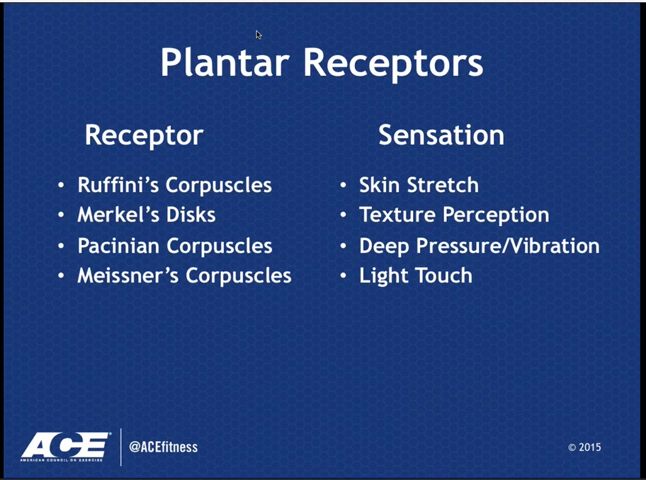 Plantar Receptors
Receptor
• Ruffini's Corpuscles
• Merkel's Disks
• Pacinian Corpuscles
• Meissner's Corpuscles
Sensation
• Skin Stretch
• Texture Perception
• Deep Pressure/Vibration
• Light Touch
ACE®
AMERICAN COUNCIL ON EXERCISE
@ACEfitness
© 2015